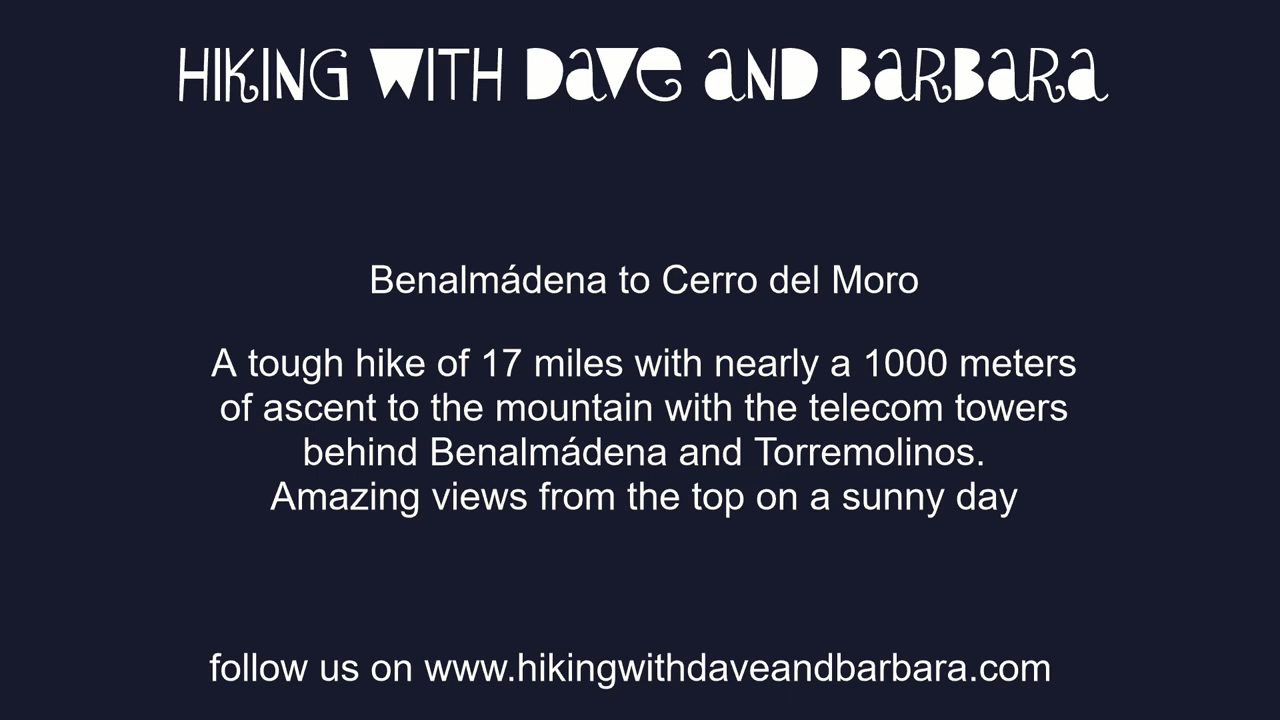 HIKING WITH Dave AND BARBARA
Benalmádena to Cerro del Moro
A tough hike of 17 miles with nearly a 1000 meters
of ascent to the mountain with the telecom towers
behind Benalmádena and Torremolinos.
Amazing views from the top on a sunny day
follow us on www.hikingwithdaveandbarbara.com